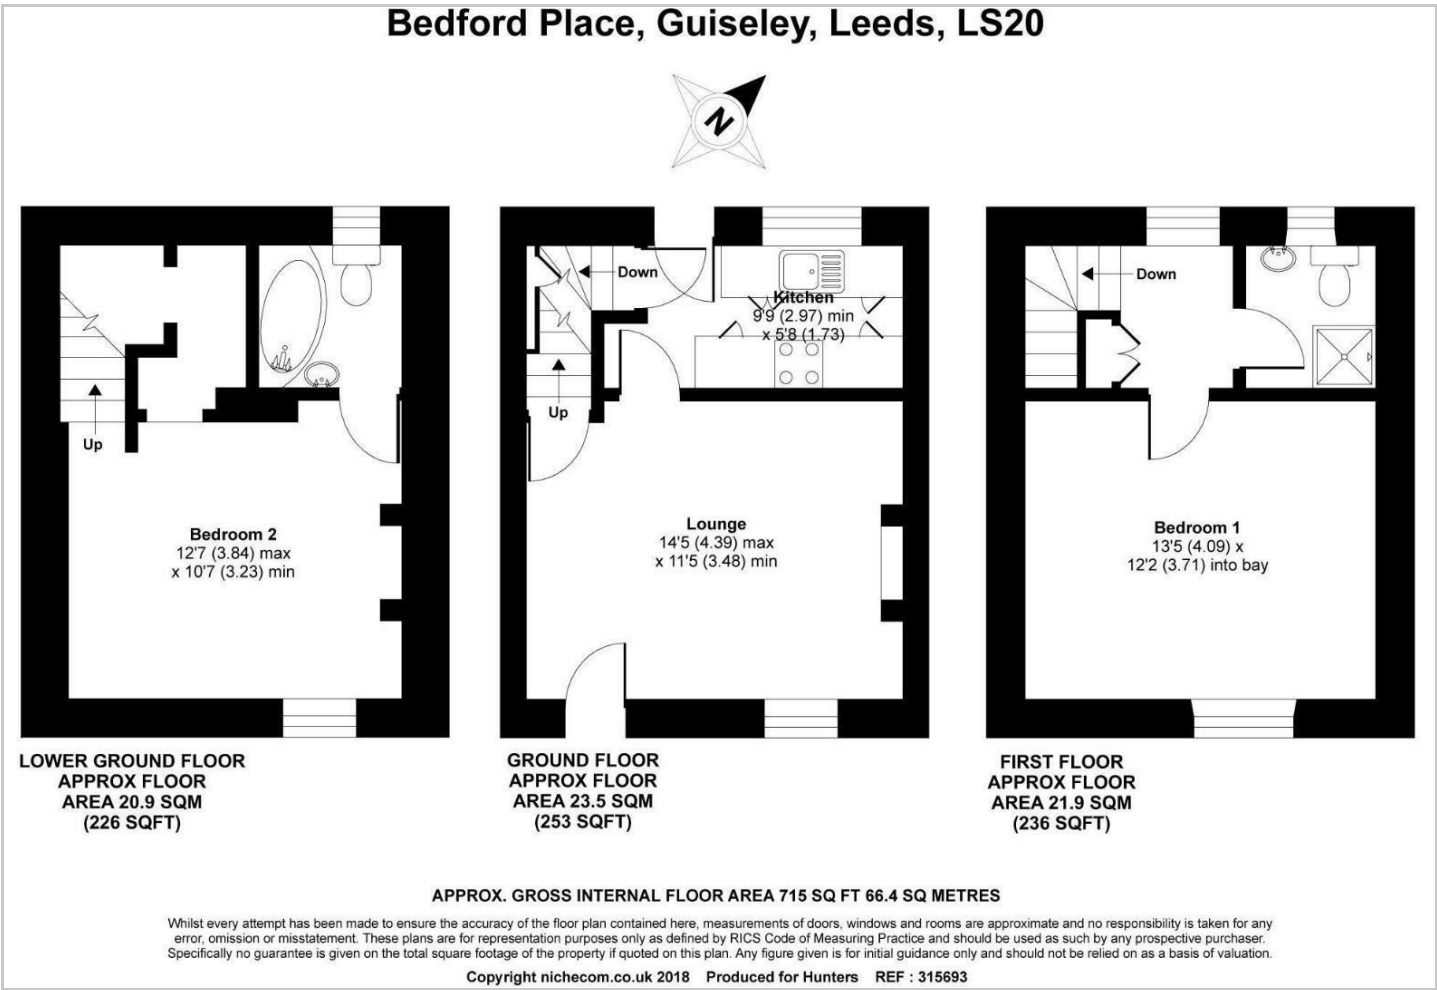 Bedford Place, Guiseley, Leeds, LS20
N
Up
Bedroom 2
12'7 (3.84) max
x 10'7 (3.23) min
LOWER GROUND FLOOR
APPROX FLOOR
AREA 20.9 SQM
(226 SQFT)
Down
Kitchen
9'9 (2.97) min
x 5'8 (1.73)
Up
Lounge
14'5 (4.39) max
x 11'5 (3.48) min
GROUND FLOOR
APPROX FLOOR
AREA 23.5 SQM
(253 SQFT)
Down
Bedroom 1
13'5 (4.09) x
12'2 (3.71) into bay
FIRST FLOOR
APPROX FLOOR
AREA 21.9 SQM
(236 SQFT)
APPROX. GROSS INTERNAL FLOOR AREA 715 SQ FT 66.4 SQ METRES
Whilst every attempt has been made to ensure the accuracy of the floor plan contained here, measurements of doors, windows and rooms are approximate and no responsibility is taken for any
error, omission or misstatement. These plans are for representation purposes only as defined by RICS Code of Measuring Practice and should be used as such by any prospective purchaser.
Specifically no guarantee is given on the total square footage of the property if quoted on this plan. Any figure given is for initial guidance only and should not be relied on as a basis of valuation.
Copyright nichecom.co.uk 2018 Produced for Hunters REF : 315693